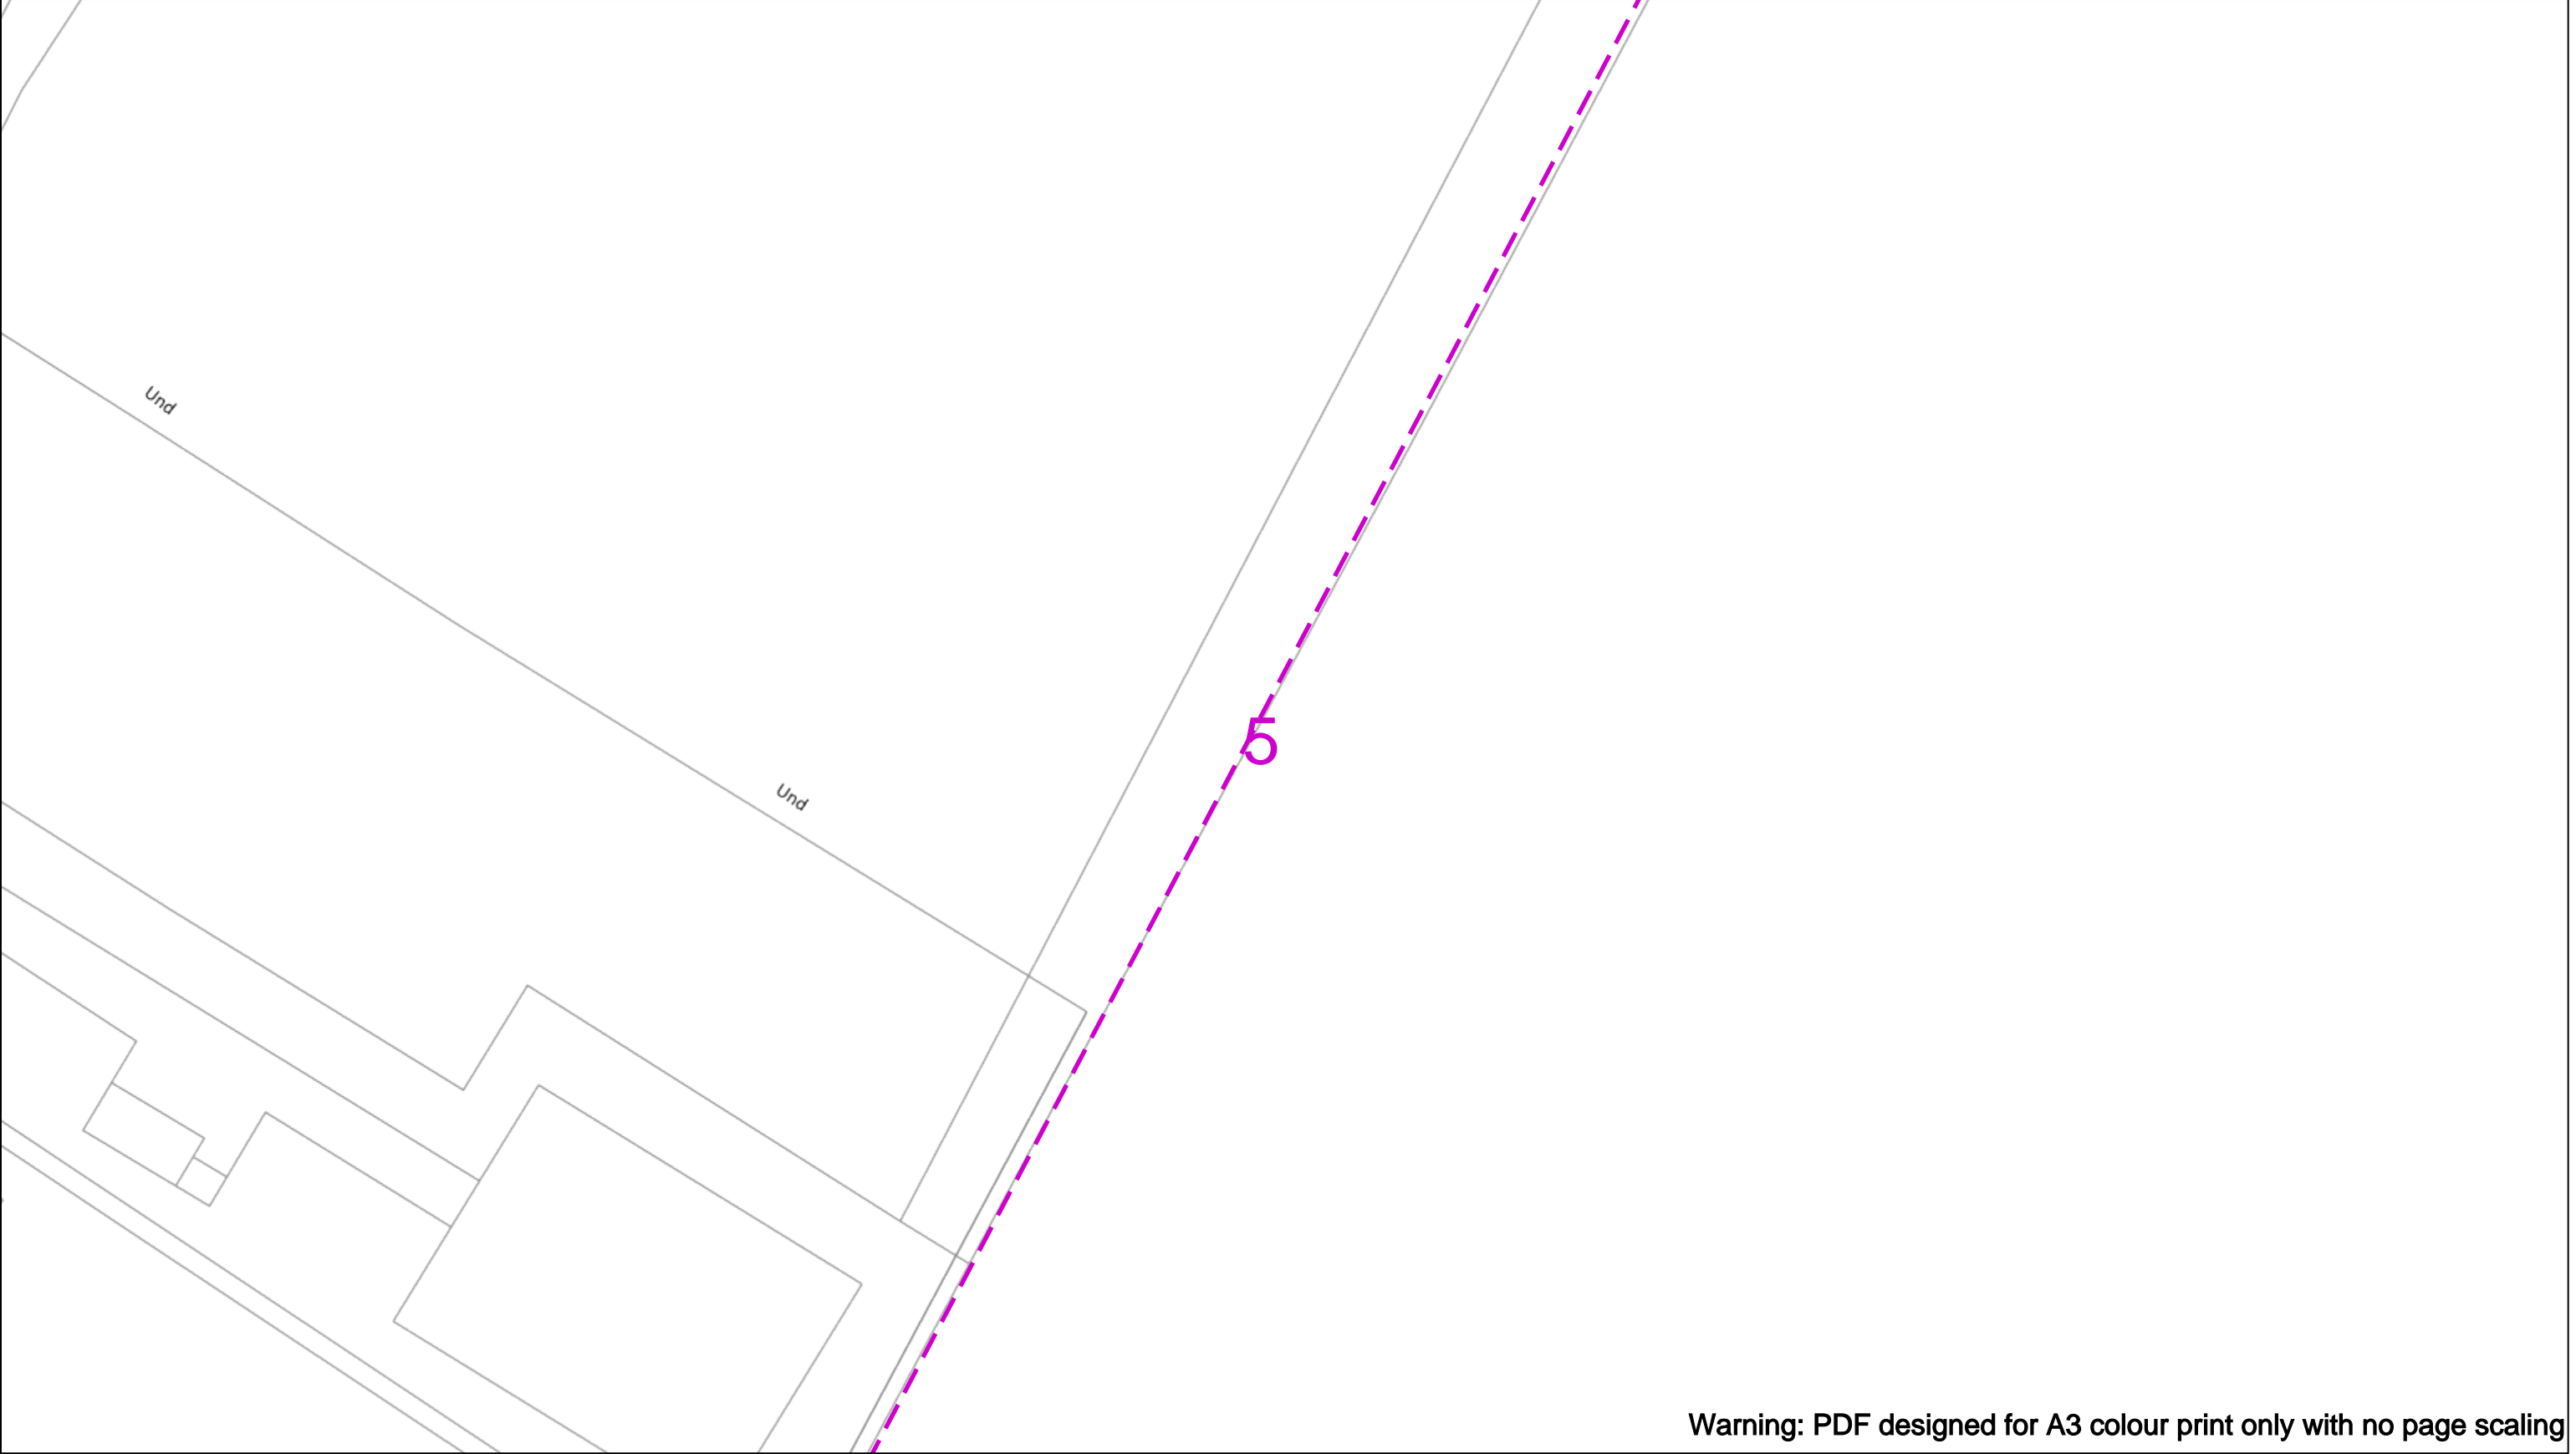 Und
Und
5
Warning: PDF designed for A3 colour print only with no page scaling